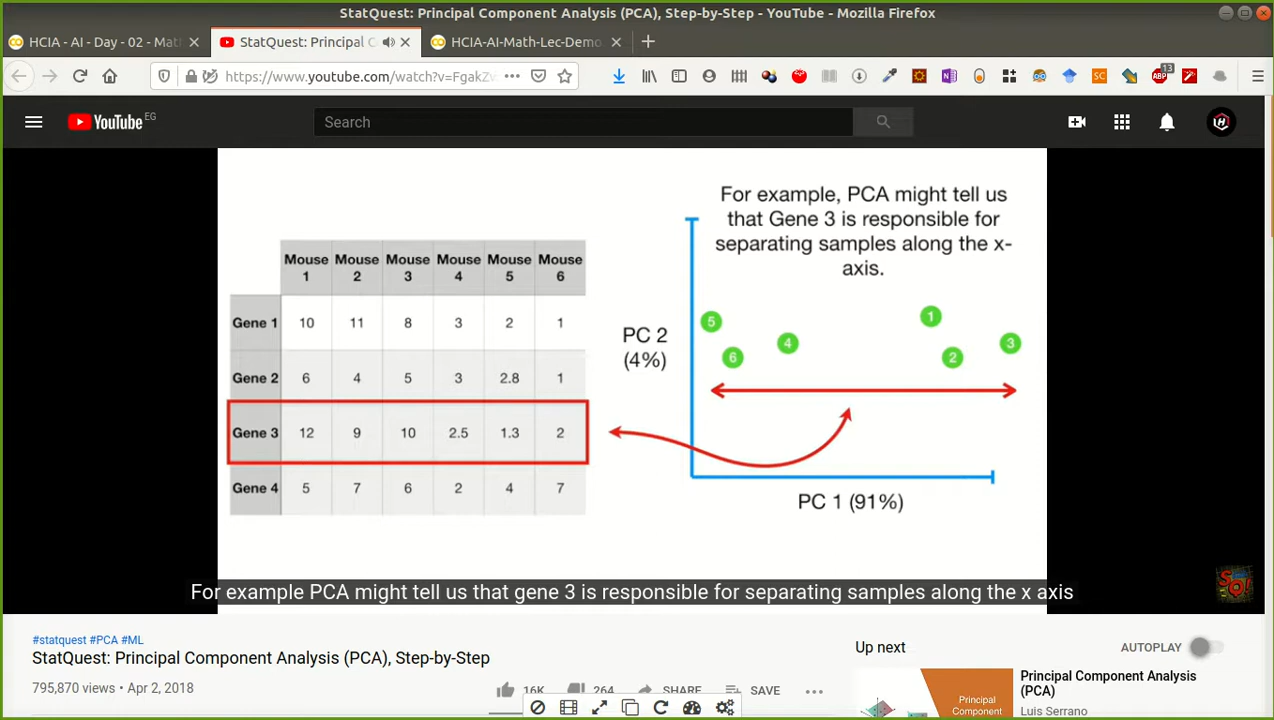 StatQuest: Principal Component Analysis (PCA), Step-by-Step - YouTube - Mozilla Firefox
HCIA - AI - Day - 02 - Mat
StatQuest: Principal C
HCIA-AI-Math-Lec-Demo.
https://www.youtube.com/watch?v=FgakZw
SC
ABP
13
YouTube EG
Search
For example, PCA might tell us
that Gene 3 is responsible for
separating samples along the x-
axis.
Mouse 1 Mouse 2 Mouse 3 Mouse 4 Mouse 5 Mouse 6
Gene 1 10 11 8 3 2 1
Gene 2 6 4 5 3 2.8 1
Gene 3 12 9 10 2.5 1.3 2
Gene 4 5 7 6 2 4 7
PC 2
(4%)
5 6 4 1 2 3
PC 1 (91%)
For example PCA might tell us that gene 3 is responsible for separating samples along the x axis
SQ!
#statquest #PCA #ML
StatQuest: Principal Component Analysis (PCA), Step-by-Step
795,870 views • Apr 2, 2018
16K 264 SHARE SAVE
Up next
AUTOPLAY
Principal
Component
Principal Component Analysis
(PCA)
Luis Serrano